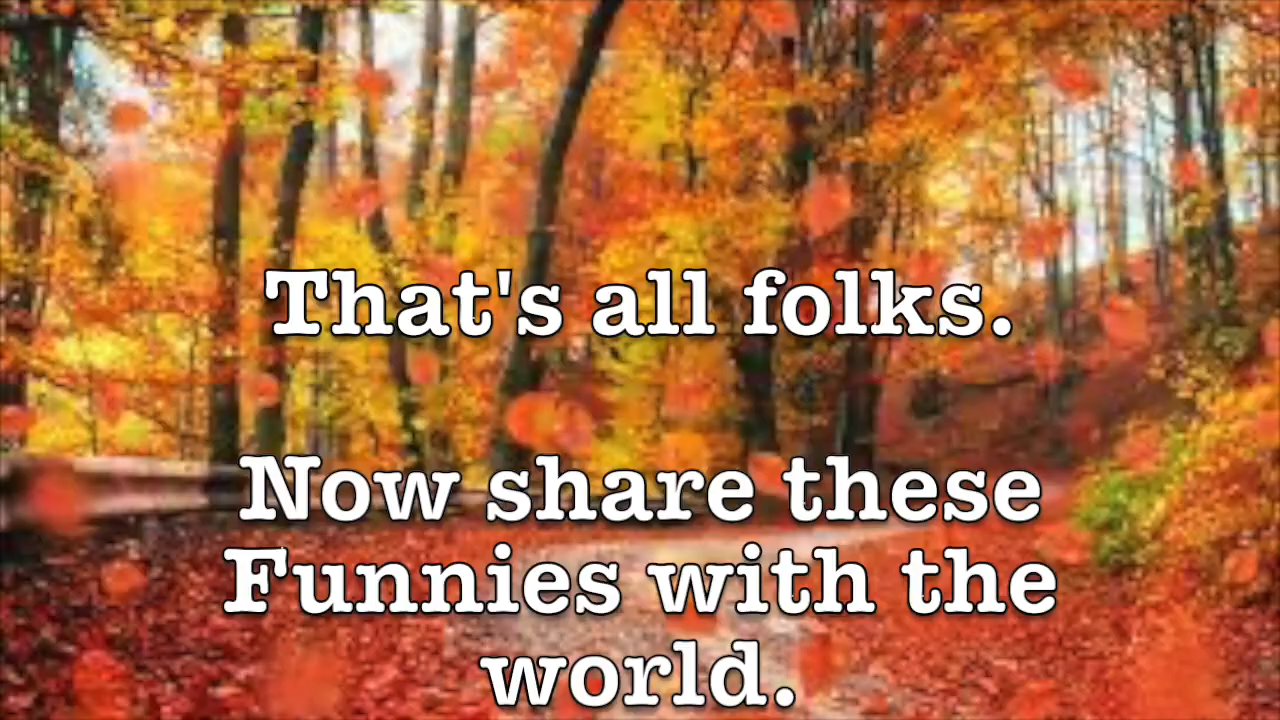 That's all folks.
Now share these
Funnies with the
world.